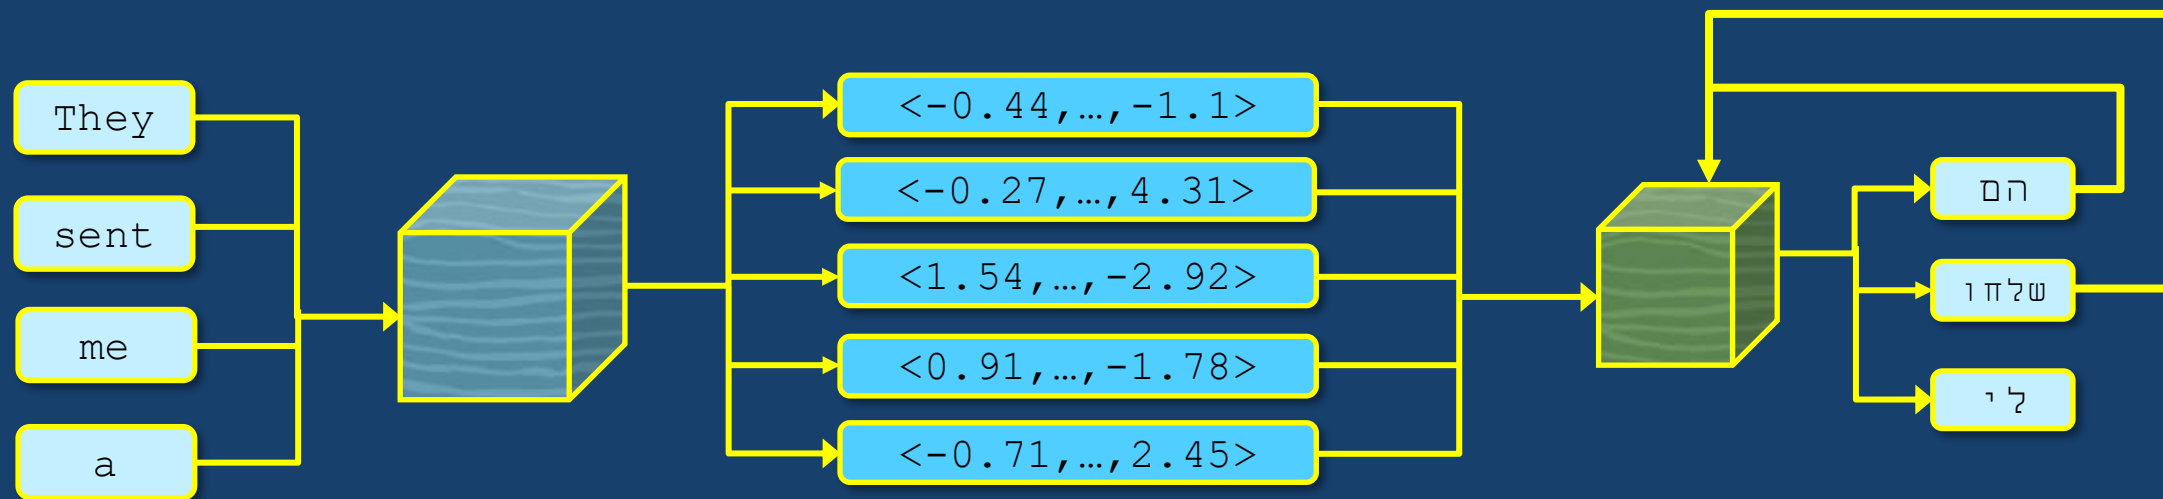 They
sent
me
a
<-0.44,…,-1.1>
<-0.27,…,4.31>
<1.54,…,-2.92>
<0.91,…,-1.78>
<-0.71,…,2.45>
הם
שלחו
לי